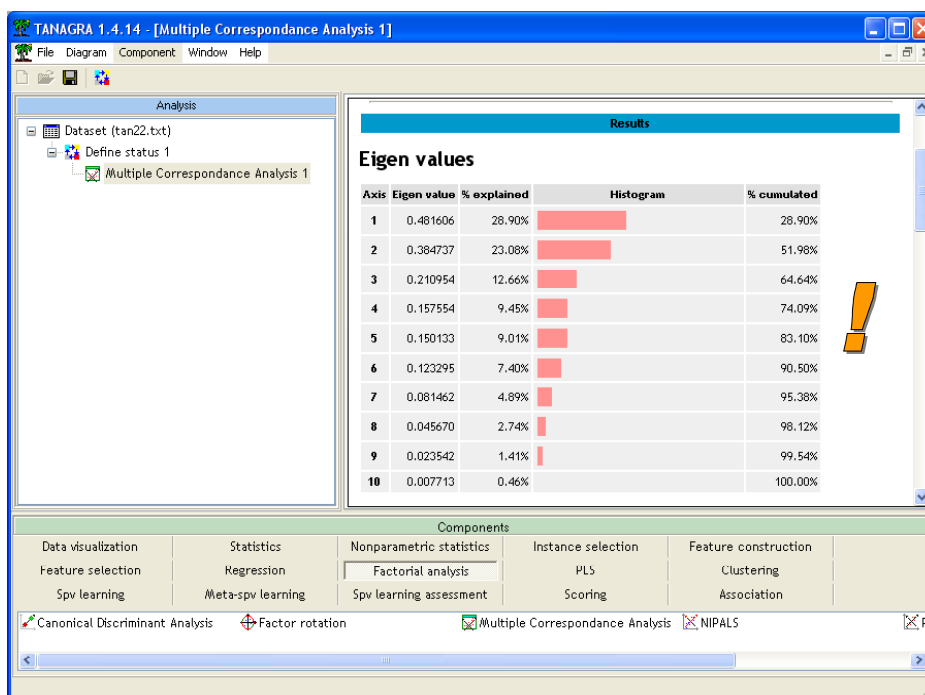 TANAGRA 1.4.14 - [Multiple Correspondance Analysis 1]
File Diagram Component Window Help
Analysis
Dataset (tan22.txt)
Define status 1
Multiple Correspondance Analysis 1
Results
Eigen values
Axis Eigen value % explained Histogram % cumulated
1 0.481606 28.90% 28.90%
2 0.384737 23.08% 51.98%
3 0.210954 12.66% 64.64%
4 0.157554 9.45% 74.09%
5 0.150133 9.01% 83.10%
6 0.123295 7.40% 90.50%
7 0.081462 4.89% 95.38%
8 0.045670 2.74% 98.12%
9 0.023542 1.41% 99.54%
10 0.007713 0.46% 100.00%
!
Components
Data visualization Statistics Nonparametric statistics Instance selection Feature construction
Feature selection Regression Factorial analysis PLS Clustering
Spv learning Meta-spv learning Spv learning assessment Scoring Association
Canonical Discriminant Analysis Factor rotation Multiple Correspondance Analysis NIPALS